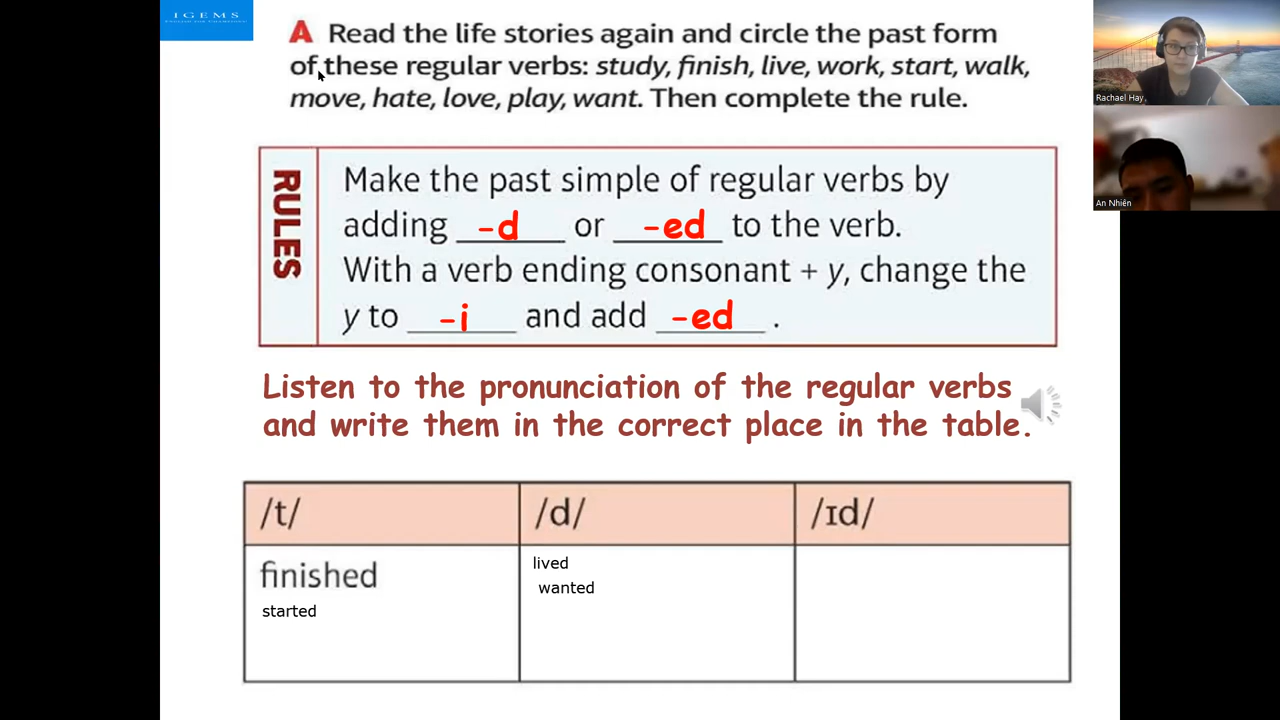 IGEMS
A Read the life stories again and circle the past form
of these regular verbs: study, finish, live, work, start, walk,
move, hate, love, play, want. Then complete the rule.
RULES
Make the past simple of regular verbs by
adding -d or -ed to the verb.
With a verb ending consonant + y, change the
y to -i and add -ed .
Listen to the pronunciation of the regular verbs
and write them in the correct place in the table.
/t/ /d/ /ɪd/
finished lived
wanted
started
Rachael Hay
An Nhiên